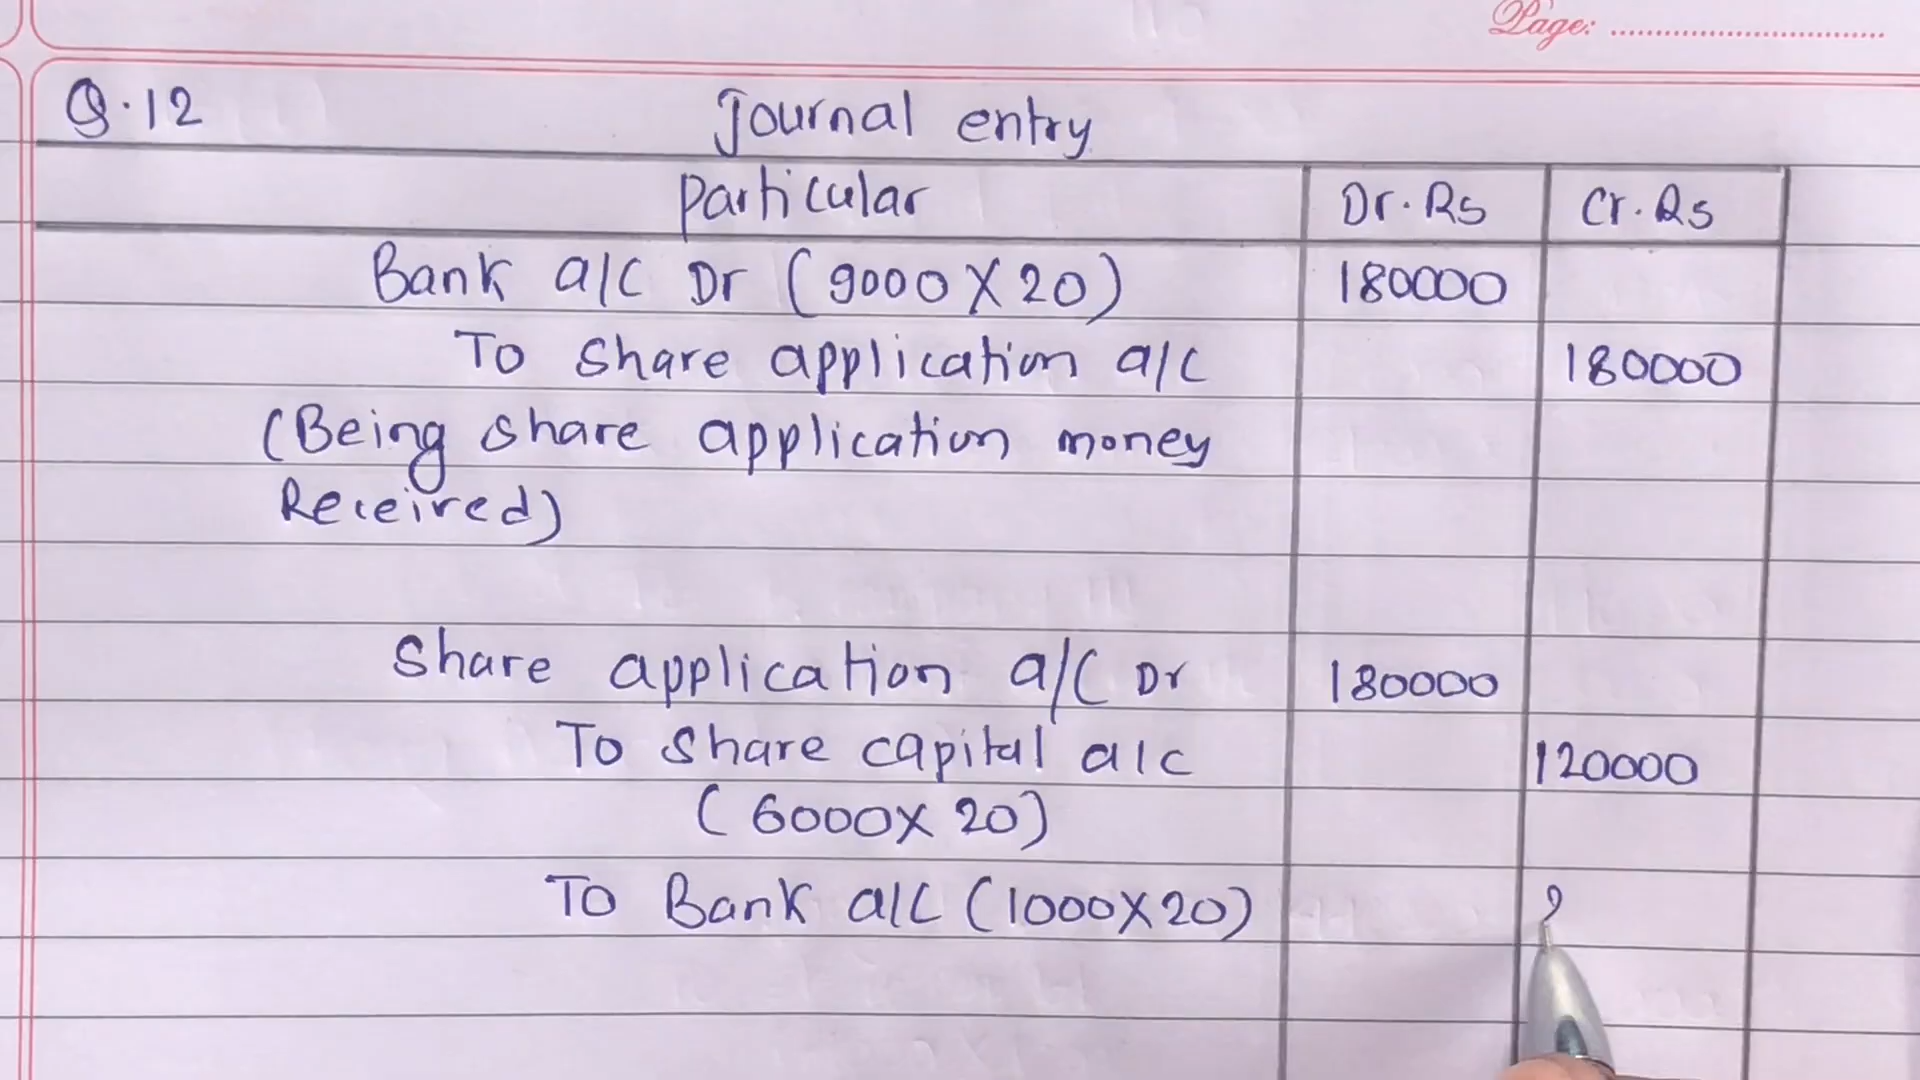 Page:
Q.12 Journal entry
Particular Dr. Rs Cr. Rs
Bank a/c Dr (9000 X 20) 180000
To share application a/c 180000
(Being share application money
Received)
Share application a/c Dr 180000
To share capital a/c 120000
(6000 X 20)
To Bank a/c (1000 X 20) 2